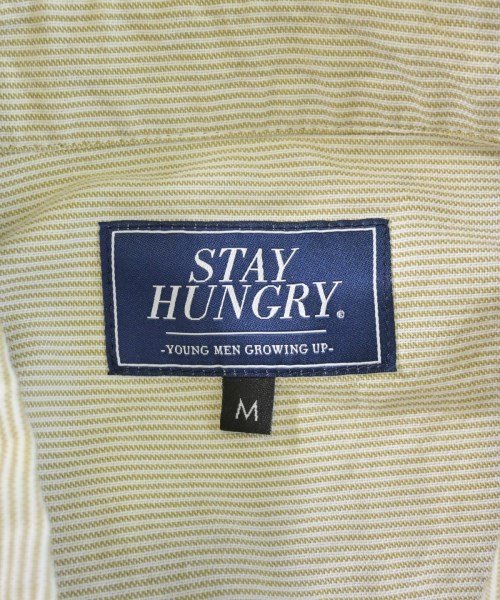 STAY
HUNGRY.®
-YOUNG MEN GROWING UP-
M